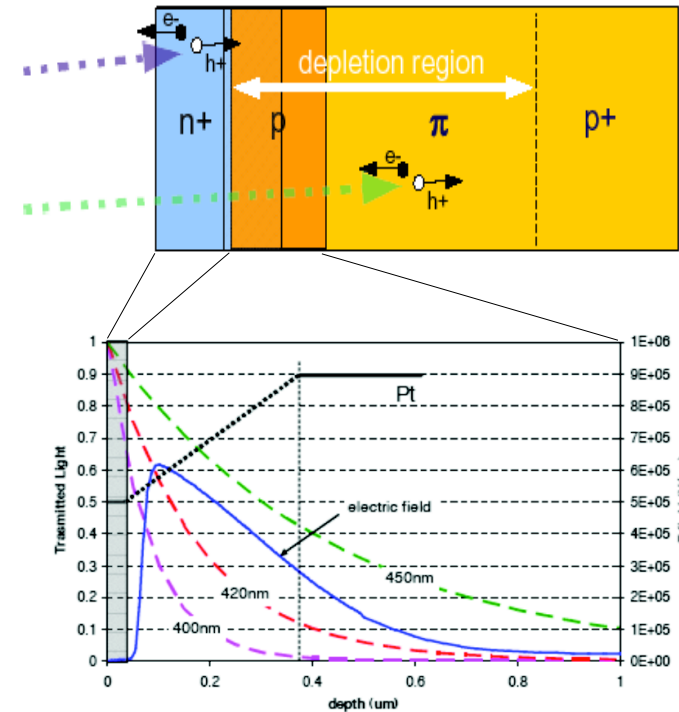 e-
h+
depletion region
n+
p
π
p+
e-
h+
1
0.9
0.8
0.7
0.6
0.5
0.4
0.3
0.2
0.1
0
Trasmitted Light
Pt
electric field
450nm
420nm
400nm
1E+06
9E+05
8E+05
7E+05
6E+05
5E+05
4E+05
3E+05
2E+05
1E+05
0E+00
0
0.2
0.4
0.6
0.8
1
depth (um)